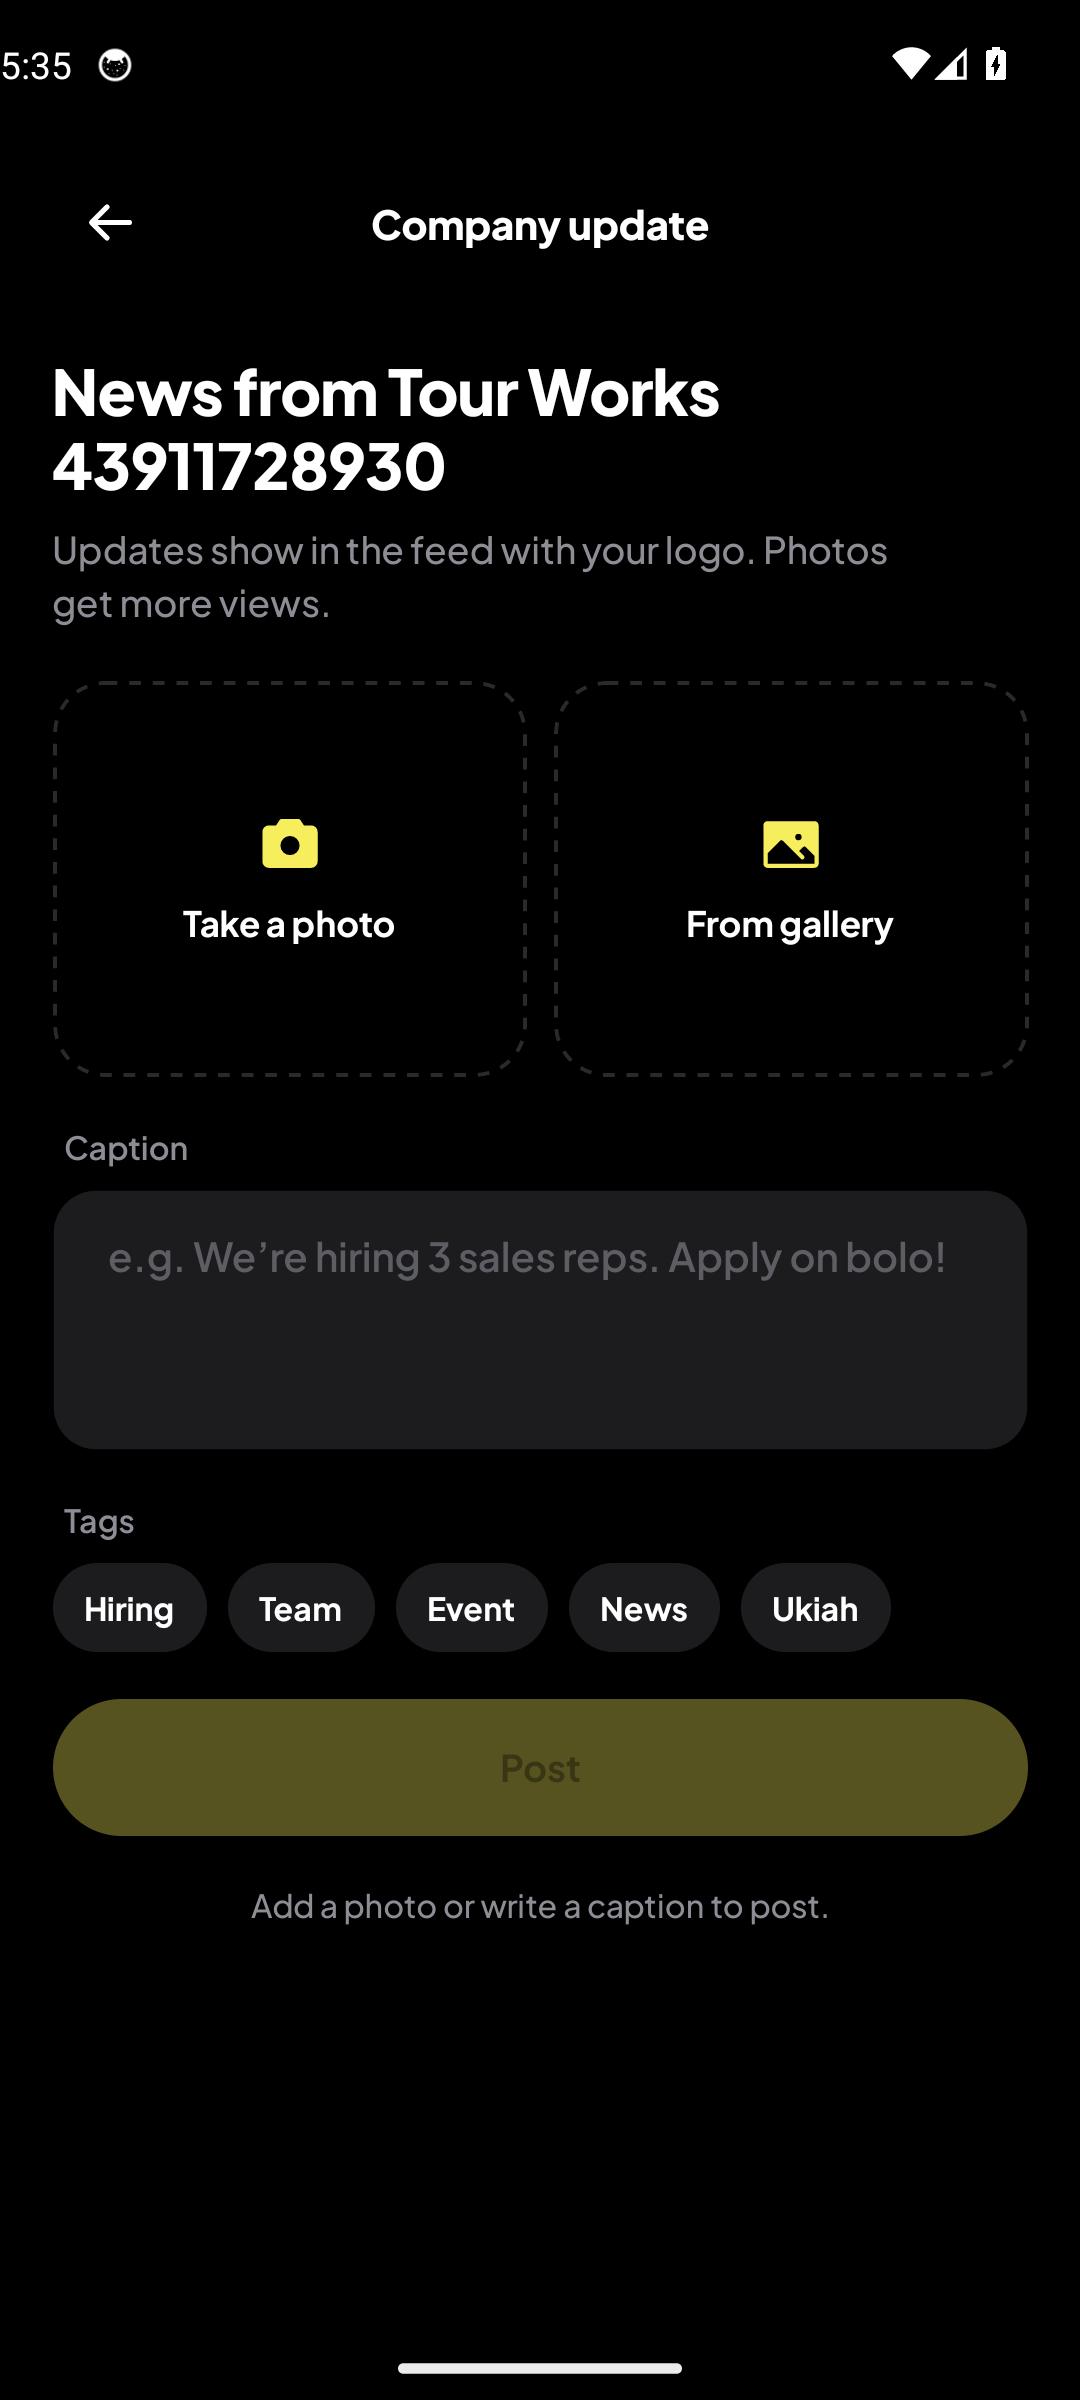 5:35
Company update
News from Tour Works
43911728930
Updates show in the feed with your logo. Photos
get more views.
Take a photo
From gallery
Caption
e.g. We’re hiring 3 sales reps. Apply on bolo!
Tags
Hiring
Team
Event
News
Ukiah
Post
Add a photo or write a caption to post.